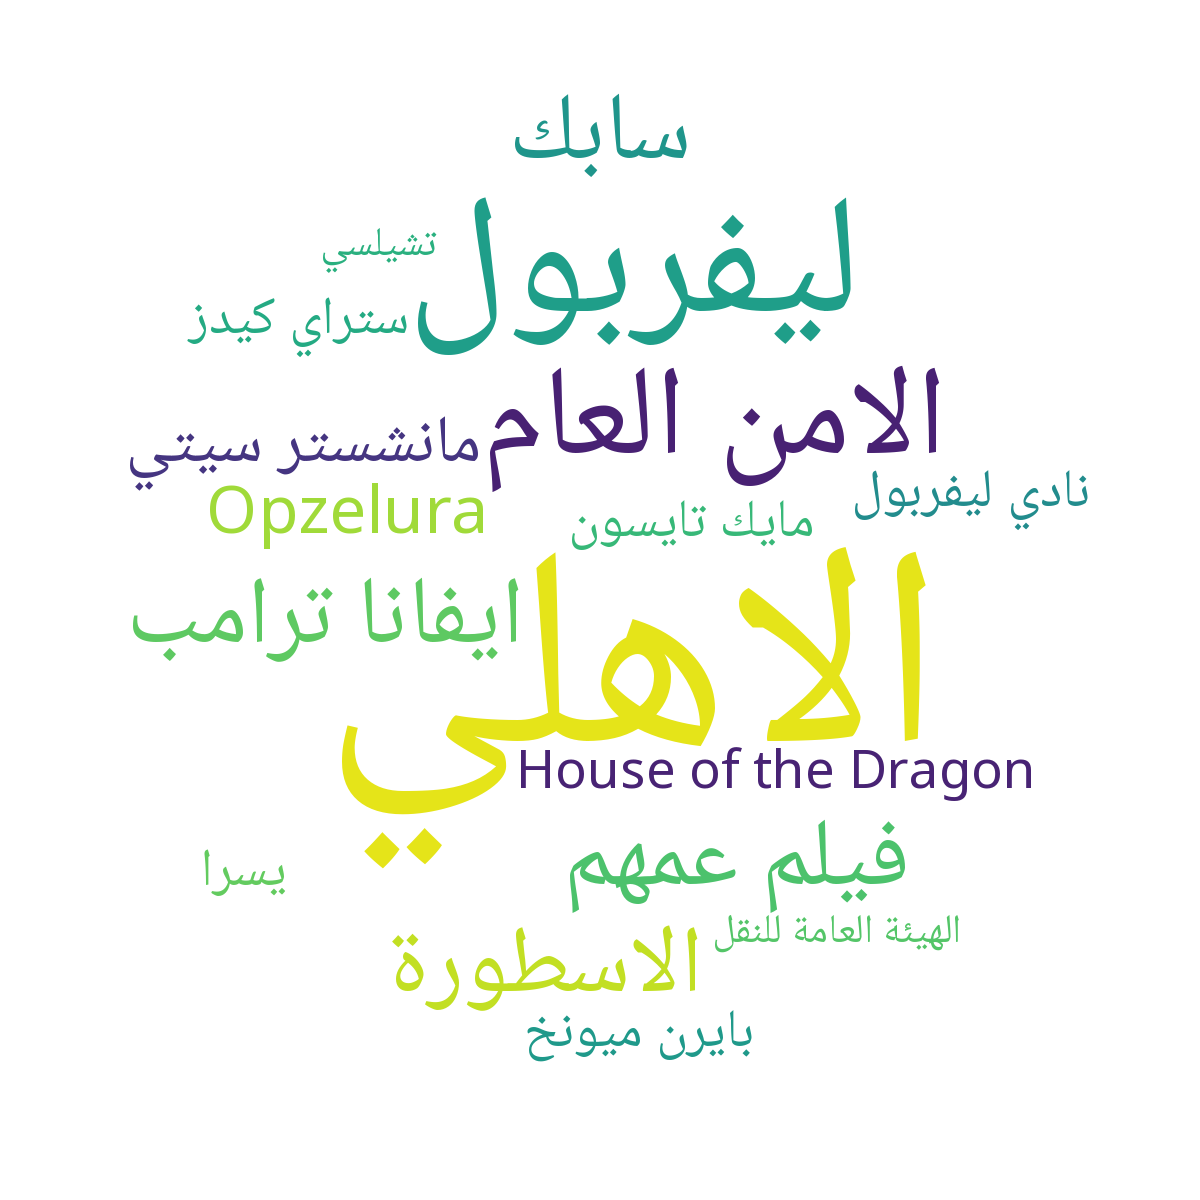 سابك
ليفربول
تشيلسي
ستراي كيدز
الامن العام
مانشستر سيتي
نادي ليفربول
Opzelura
مايك تايسون
الاهلي
ايفانا ترامب
House of the Dragon
فيلم عمهم
يسرا
الهيئة العامة للنقل
الاسطورة
بايرن ميونخ